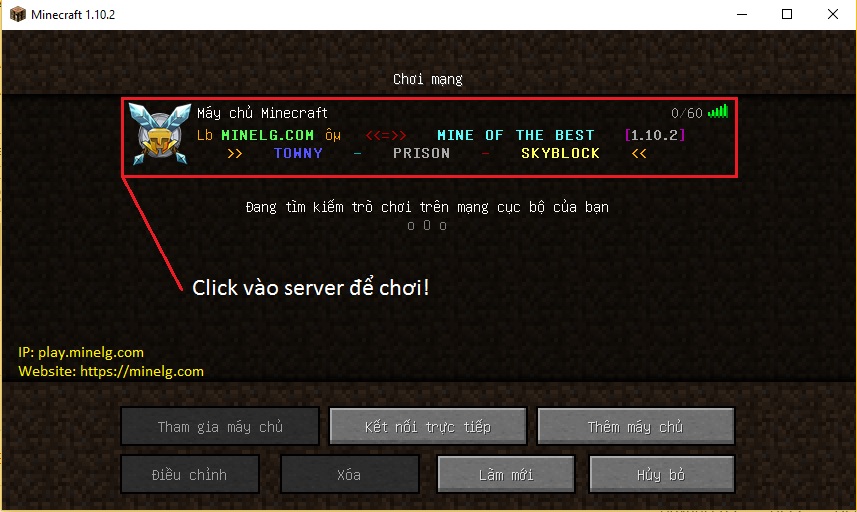 Minecraft 1.10.2
Chơi mạng
Máy chủ Minecraft 0/60
Lb MINELG.COM ôµ <<=>> MINE OF THE BEST [1.10.2]
>> TOWNY - PRISON - SKYBLOCK <<
Đang tìm kiếm trò chơi trên mạng cục bộ của bạn
o O o
Click vào server để chơi!
IP: play.minelg.com
Website: https://minelg.com
Tham gia máy chủ Kết nối trực tiếp Thêm máy chủ
Điều chỉnh Xóa Làm mới Hủy bỏ